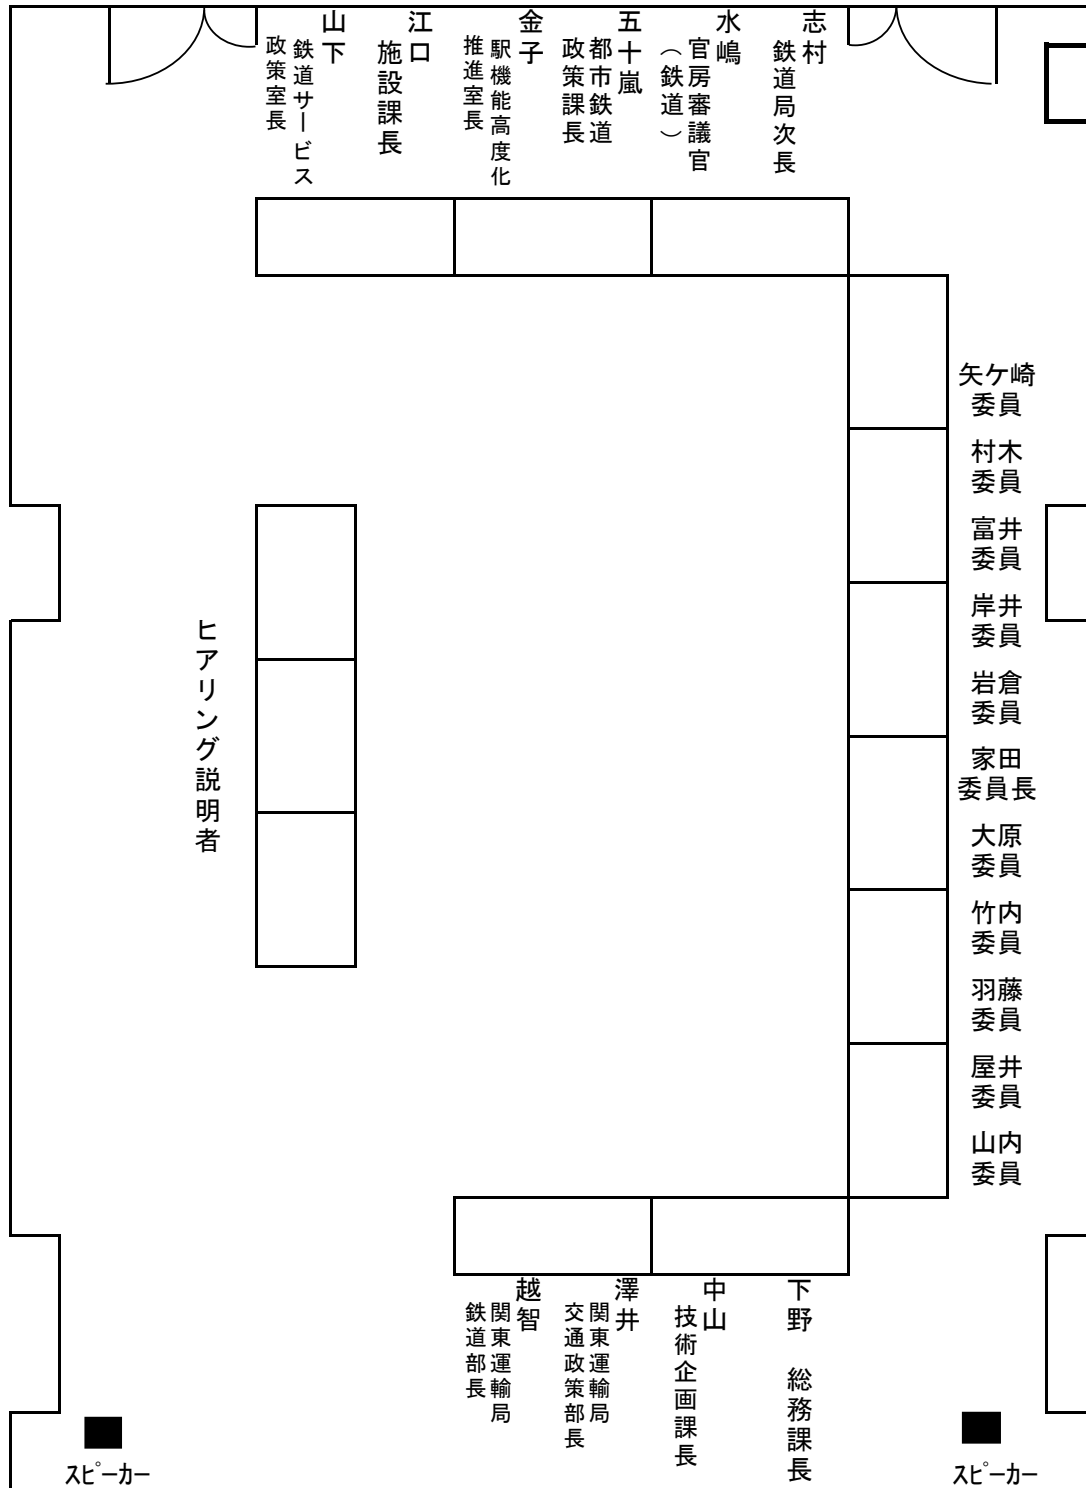 志村
鉄道局次長
水嶋
官房審議官
（鉄道）
五十嵐
都市鉄道
政策課長
金子
駅機能高度化
推進室長
江口
施設課長
山下
鉄道サービス
政策室長
矢ケ崎
委員
村木
委員
富井
委員
岸井
委員
岩倉
委員
家田
委員長
大原
委員
竹内
委員
羽藤
委員
屋井
委員
山内
委員
ヒアリング説明者
下野　総務課長
中山
技術企画課長
澤井
関東運輸局
交通政策部長
越智
関東運輸局
鉄道部長
スピーカー
スピーカー